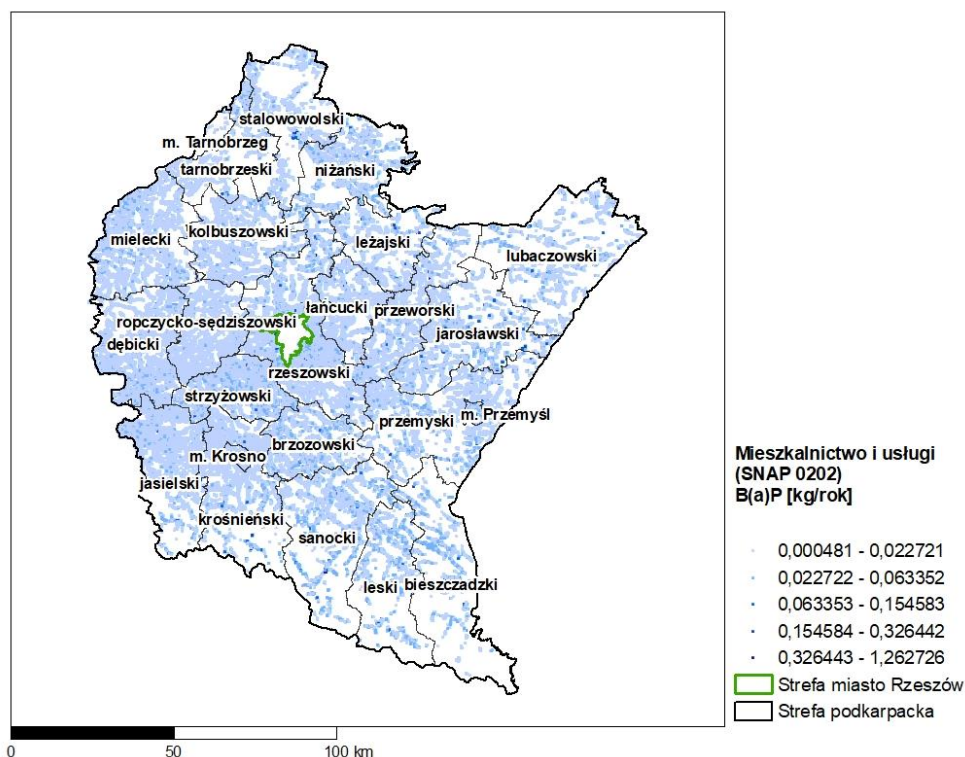 stalowowolski
m. Tarnobrzeg
tarnobrzeski
niżański
kolbuszowski
mielecki
leżajski
lubaczowski
łańcucki
przeworski
ropczycko-sędziszowski
jarosławski
dębicki
rzeszowski
strzyżowski
przemyski
m. Przemyśl
brzozowski
m. Krosno
jasielski
krośnieński
sanocki
leski
bieszczadzki
Mieszkalnictwo i usługi
(SNAP 0202)
B(a)P [kg/rok]
0,000481 - 0,022721
0,022722 - 0,063352
0,063353 - 0,154583
0,154584 - 0,326442
0,326443 - 1,262726
Strefa miasto Rzeszów
Strefa podkarpacka
0 50 100 km